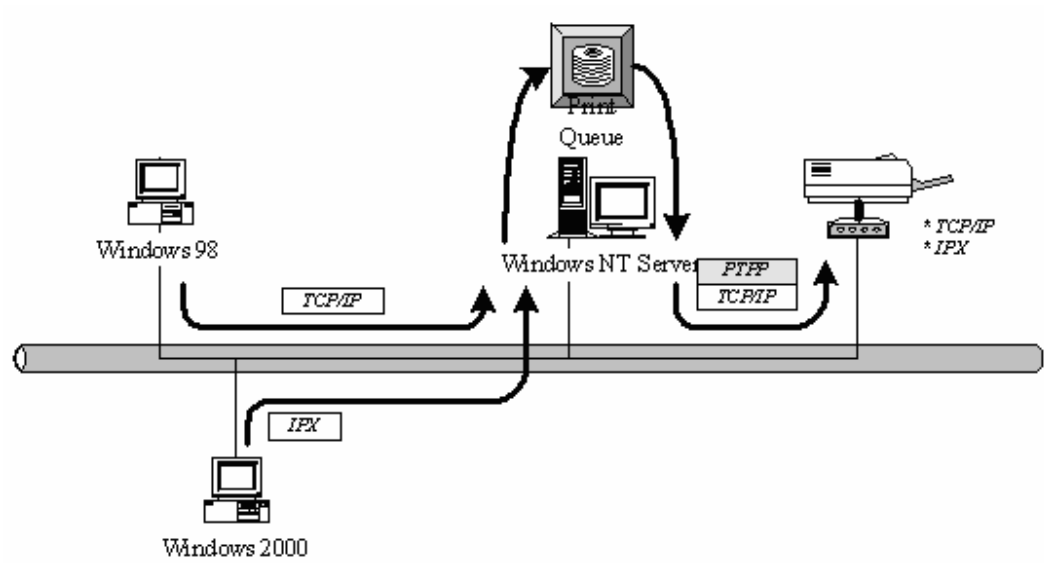 Print
Queue
Windows 98
* TCP/IP
* IPX
Windows NT Server
PTPP
TCP/IP
TCP/IP
IPX
Windows 2000